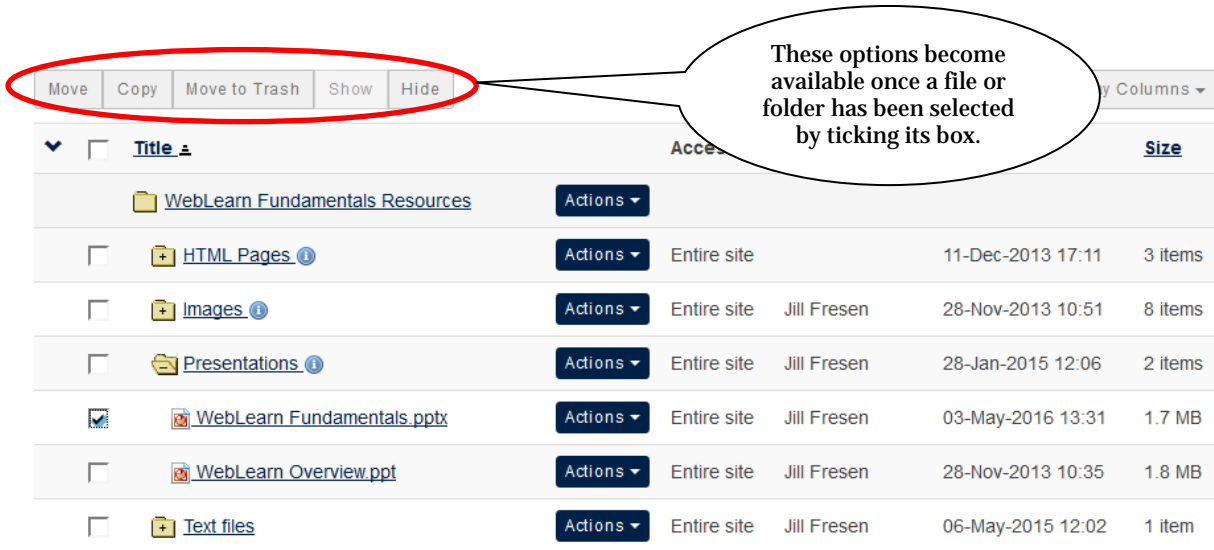 These options become
available once a file or
folder has been selected
by ticking its box.
Move Copy Move to Trash Show Hide Columns
Title Size
WebLearn Fundamentals Resources Actions
HTML Pages Actions Entire site 11-Dec-2013 17:11 3 items
Images Actions Entire site Jill Fresen 28-Nov-2013 10:51 8 items
Presentations Actions Entire site Jill Fresen 28-Jan-2015 12:06 2 items
WebLearn Fundamentals.pptx Actions Entire site Jill Fresen 03-May-2016 13:31 1.7 MB
WebLearn Overview.ppt Actions Entire site Jill Fresen 28-Nov-2013 10:35 1.8 MB
Text files Actions Entire site Jill Fresen 06-May-2015 12:02 1 item